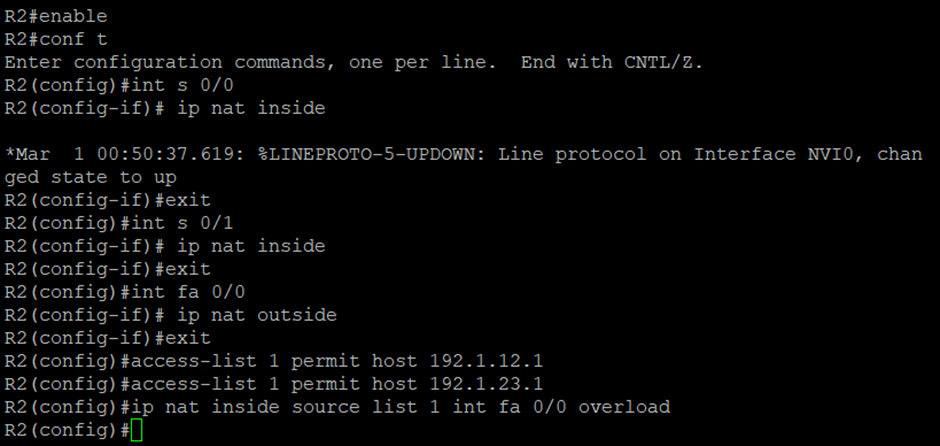 R2#enable
R2#conf t
Enter configuration commands, one per line.  End with CNTL/Z.
R2(config)#int s 0/0
R2(config-if)# ip nat inside
*Mar  1 00:50:37.619: %LINEPROTO-5-UPDOWN: Line protocol on Interface NVI0, chan
ged state to up
R2(config-if)#exit
R2(config)#int s 0/1
R2(config-if)# ip nat inside
R2(config-if)#exit
R2(config)#int fa 0/0
R2(config-if)# ip nat outside
R2(config-if)#exit
R2(config)#access-list 1 permit host 192.1.12.1
R2(config)#access-list 1 permit host 192.1.23.1
R2(config)#ip nat inside source list 1 int fa 0/0 overload
R2(config)#